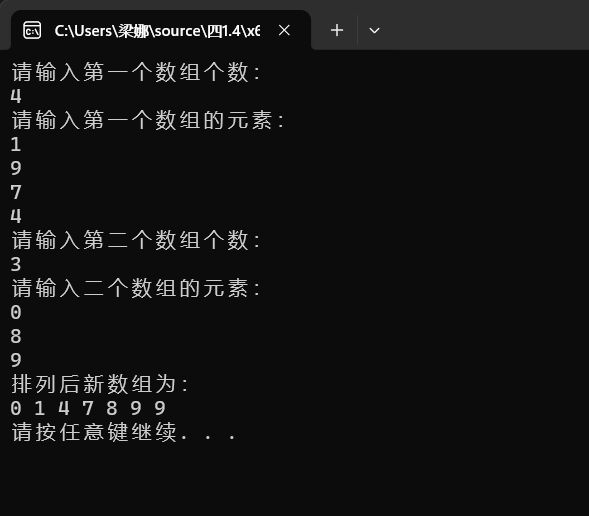 C:\Users\梁娜\source\四1.4\x6
请输入第一个数组个数:
4
请输入第一个数组的元素:
1
9
7
4
请输入第二个数组个数:
3
请输入二个数组的元素:
0
8
9
排列后新数组为:
0 1 4 7 8 9 9
请按任意键继续. . .